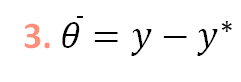 3. θ̄ = y − y*